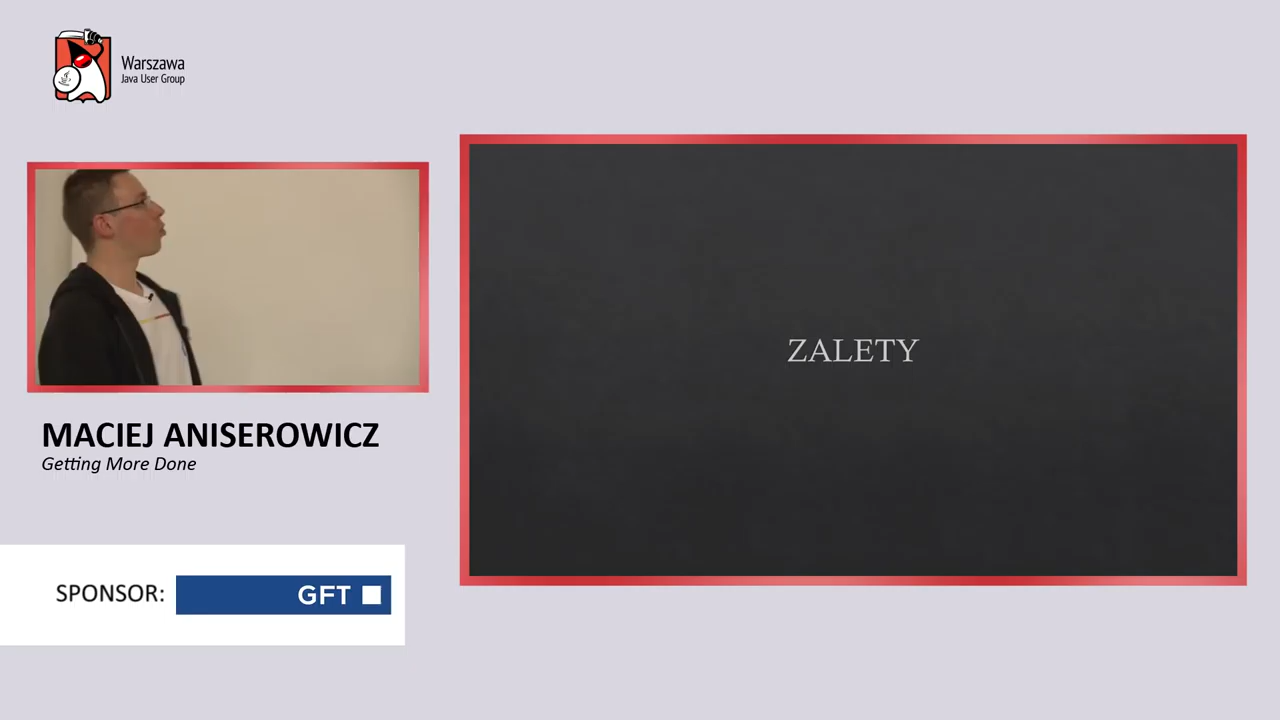 Warszawa
Java User Group
MACIEJ ANISEROWICZ
Getting More Done
SPONSOR:
GFT
ZALETY